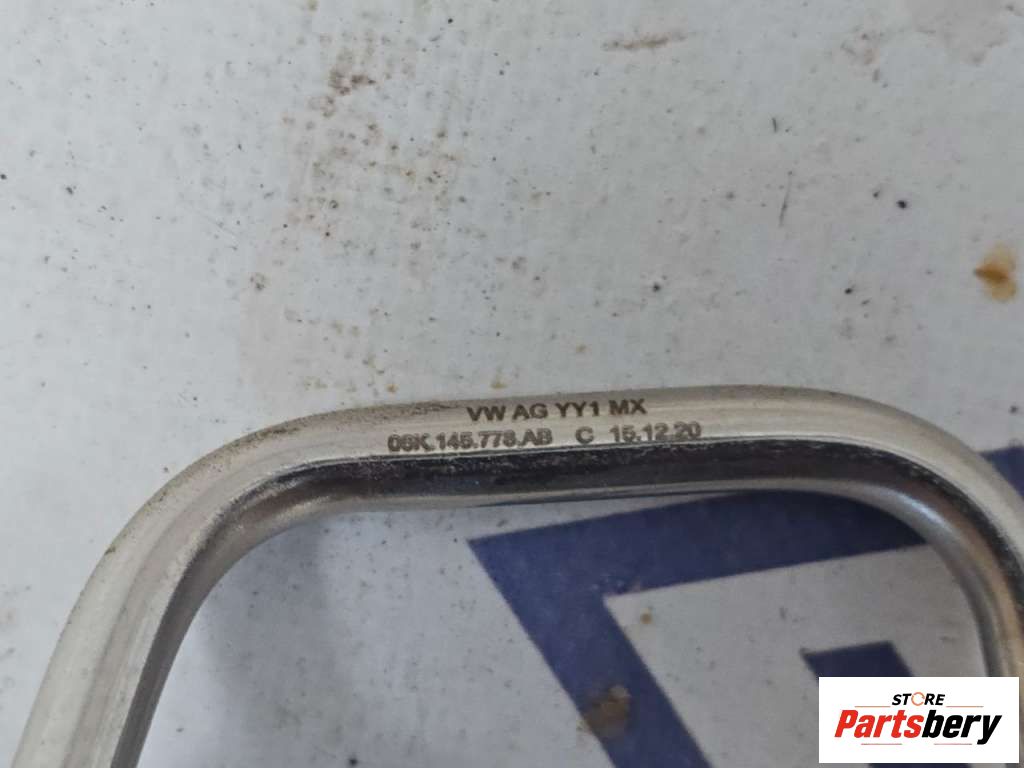 VW AG YY1 MX
06K.145.778.AB C 15.12.20
STORE
Partsbery